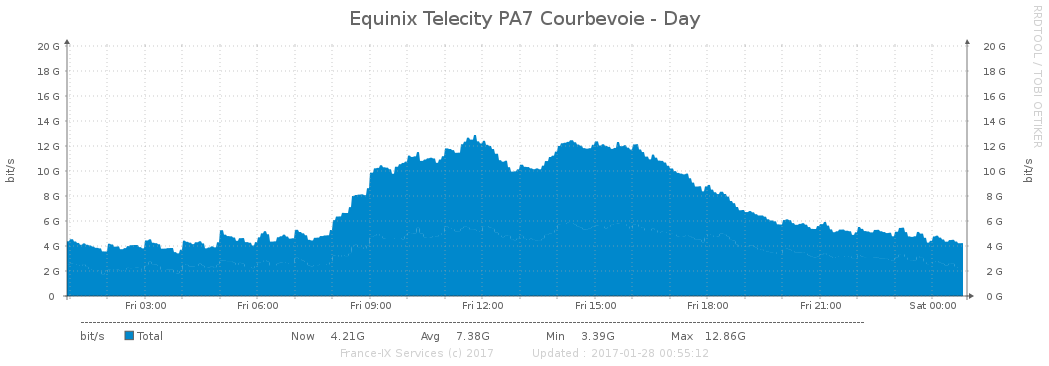 Equinix Telecity PA7 Courbevoie - Day
RRDTOOL / TOBI OETIKER
bit/s
20 G 20 G
18 G 18 G
16 G 16 G
14 G 14 G
12 G 12 G
10 G 10 G
8 G 8 G
6 G 6 G
4 G 4 G
2 G 2 G
0 0 G
bit/s
Fri 03:00 Fri 06:00 Fri 09:00 Fri 12:00 Fri 15:00 Fri 18:00 Fri 21:00 Sat 00:00
bit/s Total Now 4.21G Avg 7.38G Min 3.39G Max 12.86G
France-IX Services (c) 2017 Updated : 2017-01-28 00:55:12